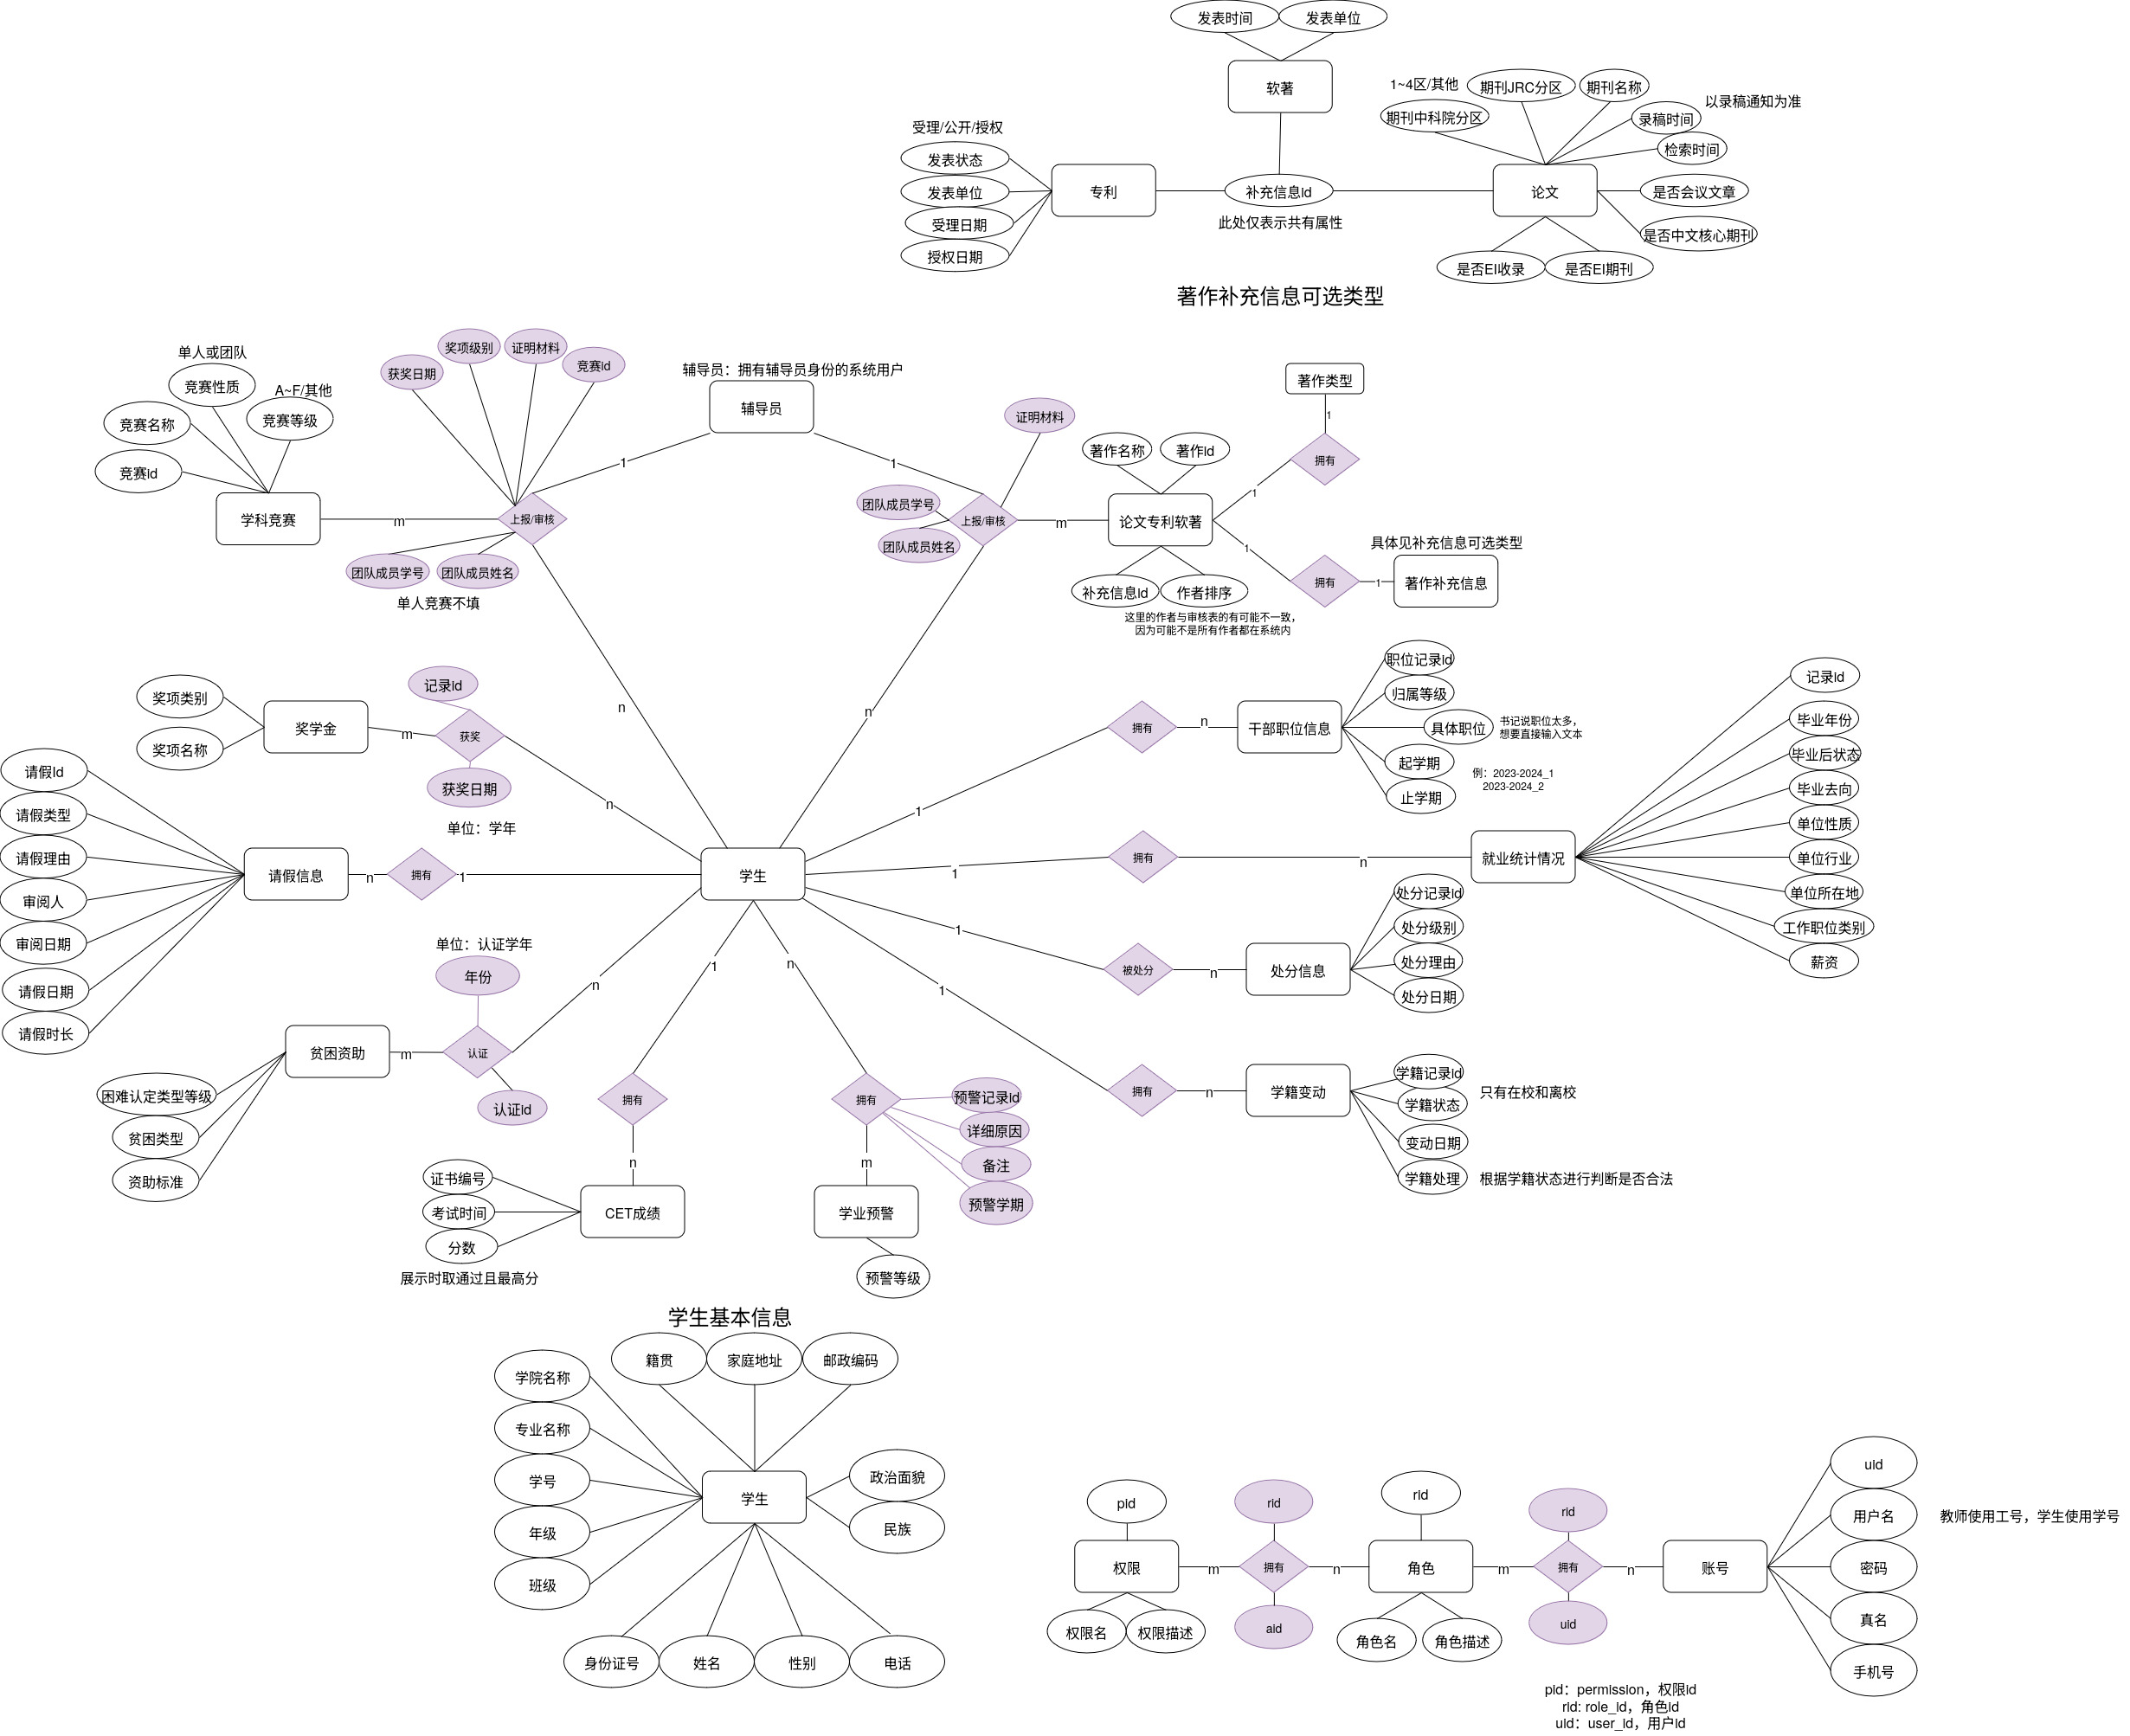 发表时间
发表单位
软著
1~4区/其他
期刊JRC分区
期刊名称
期刊中科院分区
录稿时间
以录稿通知为准
检索时间
受理/公开/授权
发表状态
发表单位
受理日期
授权日期
专利
补充信息id
此处仅表示共有属性
论文
是否会议文章
是否中文核心期刊
是否EI收录
是否EI期刊
著作补充信息可选类型
单人或团队
竞赛性质
A~F/其他
竞赛等级
竞赛名称
竞赛id
学科竞赛
m
获奖日期
奖项级别
证明材料
竞赛id
上报/审核
团队成员学号
团队成员姓名
单人竞赛不填
辅导员：拥有辅导员身份的系统用户
辅导员
1
1
n
n
证明材料
团队成员学号
团队成员姓名
上报/审核
m
著作名称
著作id
论文专利软著
补充信息id
作者排序
这里的作者与审核表的有可能不一致，
因为可能不是所有作者都在系统内
著作类型
1
拥有
1
1
拥有
1
具体见补充信息可选类型
著作补充信息
奖项类别
奖项名称
奖学金
m
记录id
获奖
获奖日期
单位：学年
n
请假Id
请假类型
请假理由
审阅人
审阅日期
请假日期
请假时长
请假信息
n
拥有
1
学生
1
拥有
n
干部职位信息
职位记录id
归属等级
具体职位
书记说职位太多，
想要直接输入文本
起学期
止学期
例：2023-2024_1
2023-2024_2
1
拥有
n
就业统计情况
记录id
毕业年份
毕业后状态
毕业去向
单位性质
单位行业
单位所在地
工作职位类别
薪资
1
被处分
n
处分信息
处分记录id
处分级别
处分理由
处分日期
1
拥有
n
学籍变动
学籍记录id
学籍状态
变动日期
学籍处理
只有在校和离校
根据学籍状态进行判断是否合法
单位：认证学年
年份
认证
认证id
n
m
贫困资助
困难认定类型等级
贫困类型
资助标准
1
拥有
n
CET成绩
证书编号
考试时间
分数
展示时取通过且最高分
n
拥有
m
学业预警
预警等级
预警记录id
详细原因
备注
预警学期
学生基本信息
籍贯
家庭地址
邮政编码
学院名称
专业名称
学号
年级
班级
学生
政治面貌
民族
身份证号
姓名
性别
电话
pid
权限
权限名
权限描述
m
rid
拥有
aid
n
rid
角色
角色名
角色描述
m
rid
拥有
uid
n
账号
uid
用户名
密码
真名
手机号
教师使用工号，学生使用学号
pid：permission，权限id
rid: role_id，角色id
uid：user_id，用户id